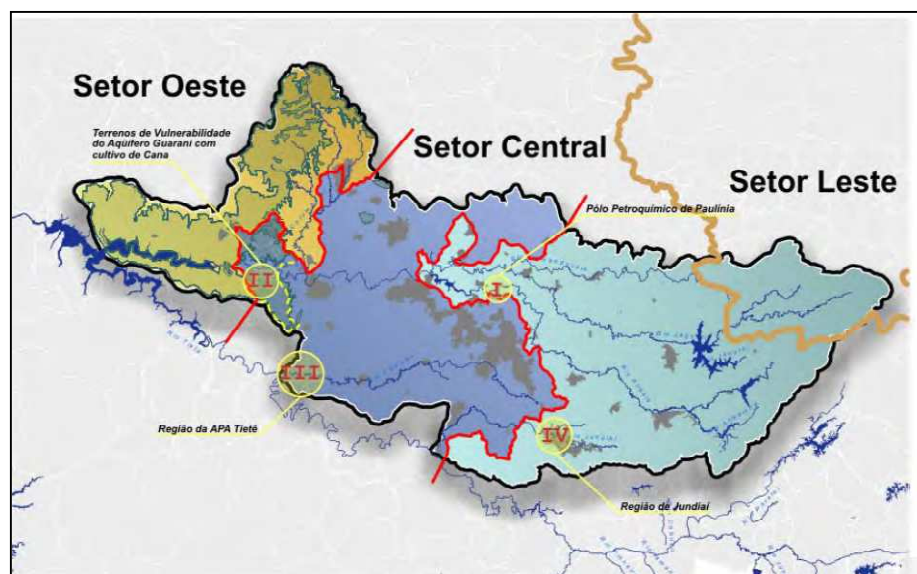 Setor Oeste
Terrenos de Vulnerabilidade
do Aqüífero Guarani com
cultivo de Cana
Setor Central
Setor Leste
Pólo Petroquímico de Paulínia
II
I
III
Região da APA Tietê
IV
Região de Jundiaí